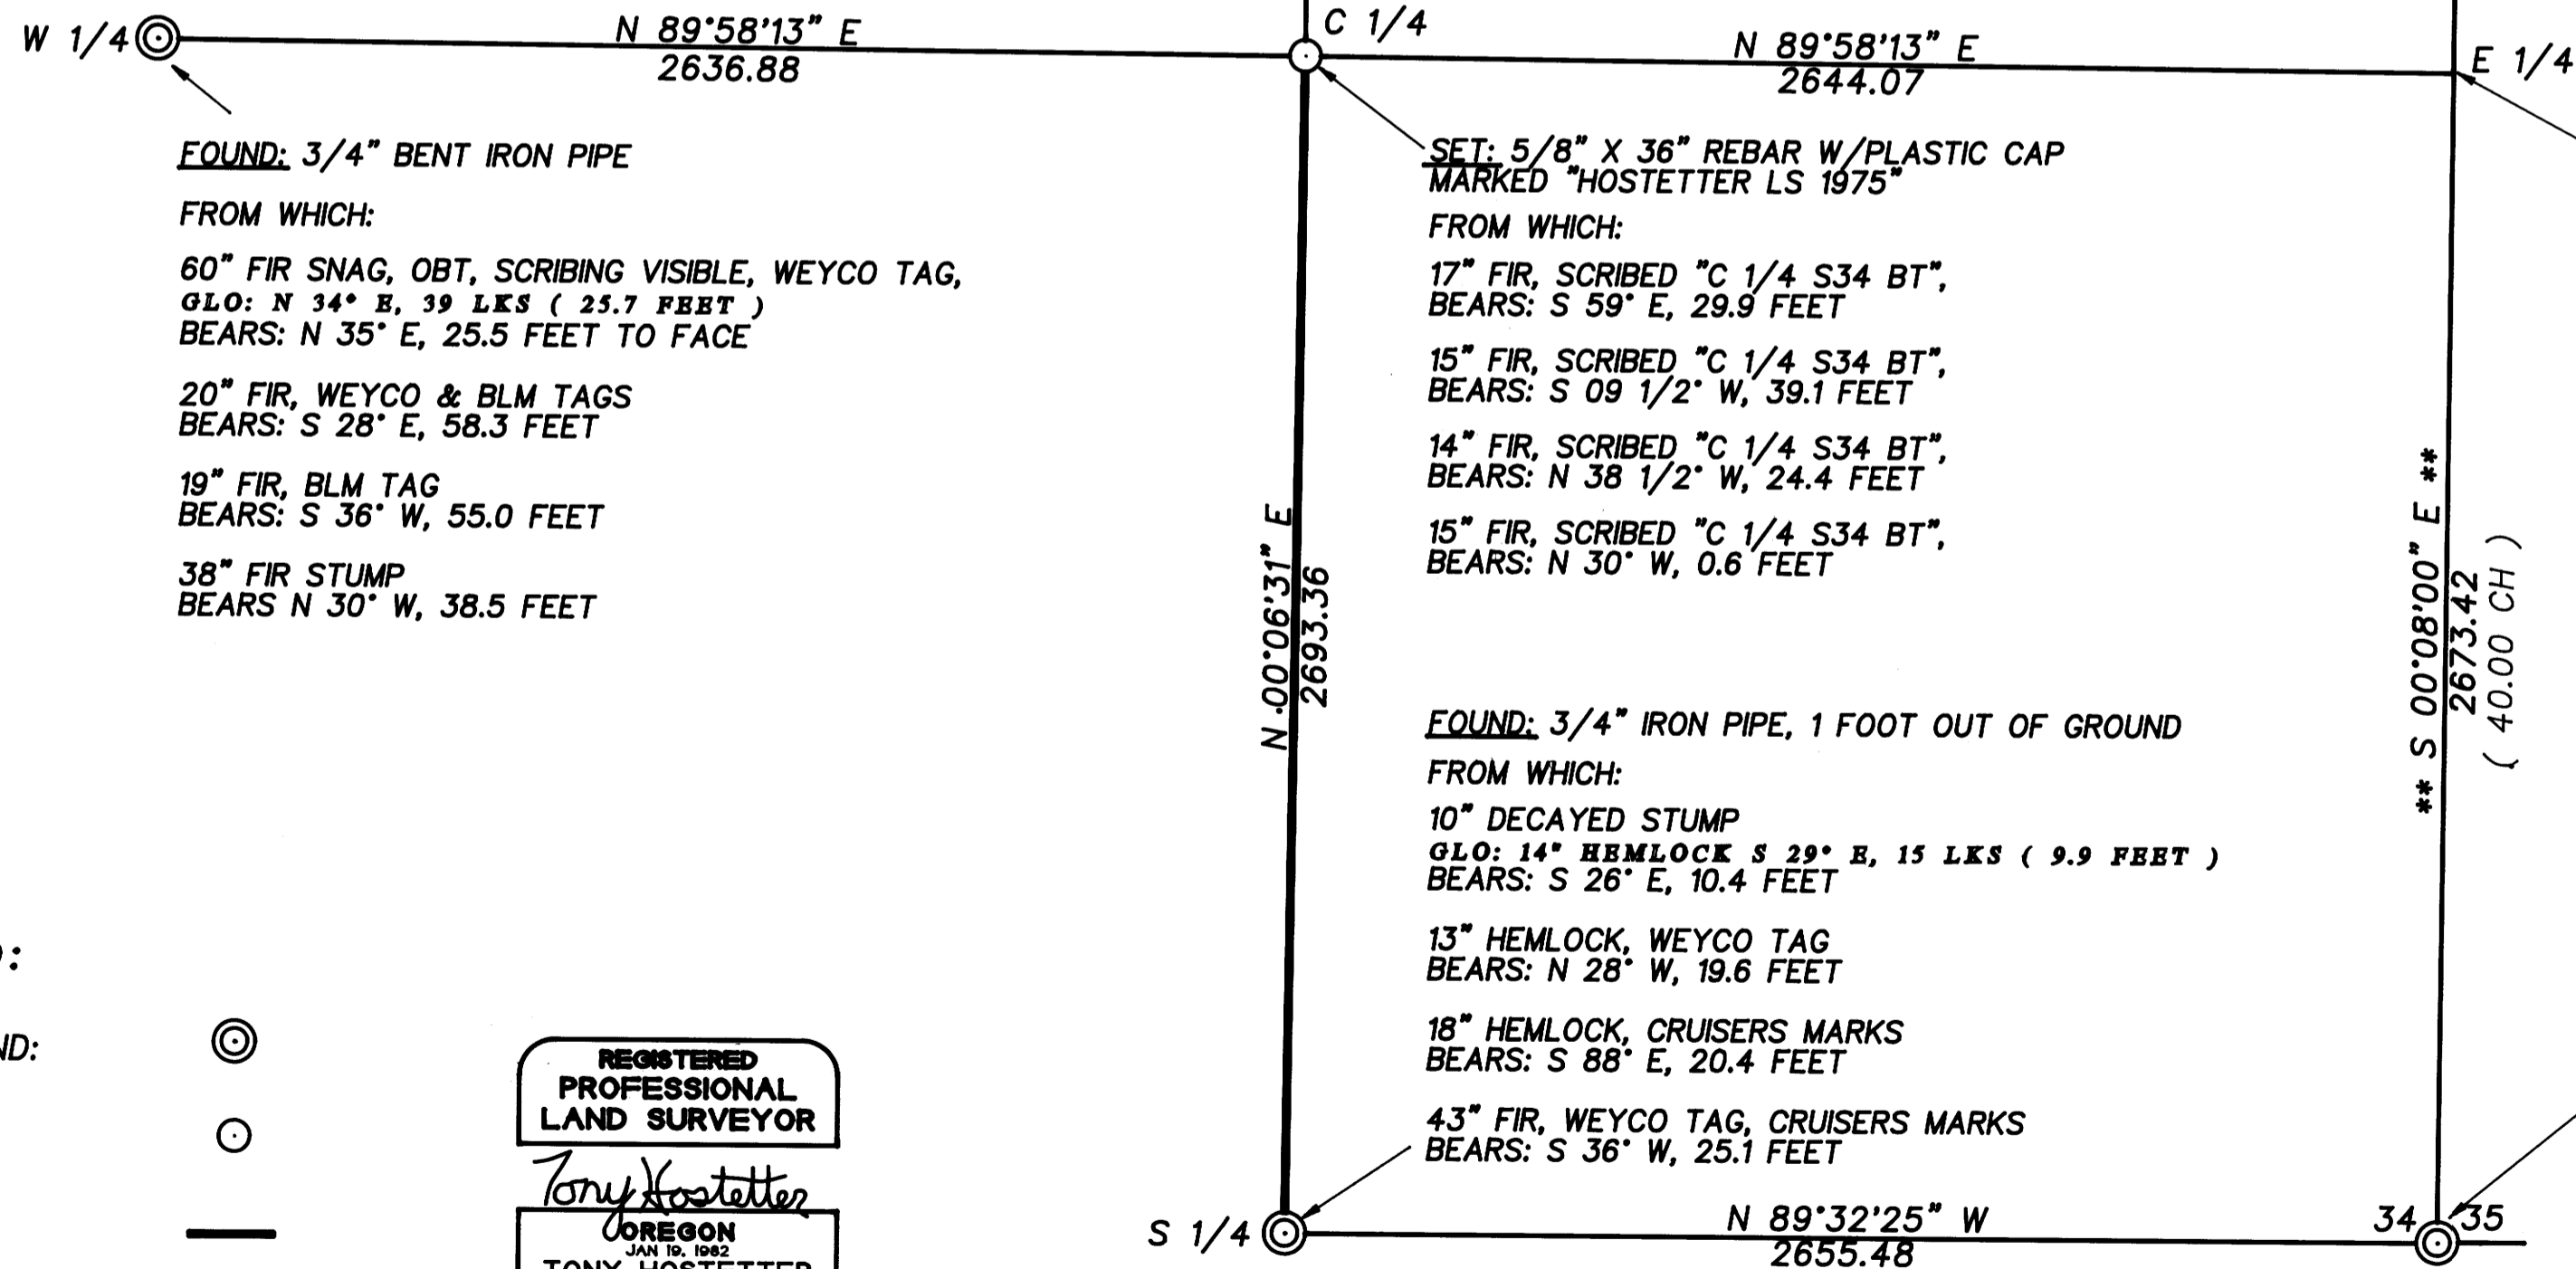 W 1/4
N 89°58'13" E
2636.88
C 1/4
N 89°58'13" E
2644.07
E 1/4
FOUND: 3/4" BENT IRON PIPE
FROM WHICH:
60" FIR SNAG, OBT, SCRIBING VISIBLE, WEYCO TAG,
GLO: N 34° E, 39 LKS ( 25.7 FEET )
BEARS: N 35° E, 25.5 FEET TO FACE
20" FIR, WEYCO & BLM TAGS
BEARS: S 28° E, 58.3 FEET
19" FIR, BLM TAG
BEARS: S 36° W, 55.0 FEET
38" FIR STUMP
BEARS N 30° W, 38.5 FEET
SET: 5/8" X 36" REBAR W/PLASTIC CAP
MARKED "HOSTETTER LS 1975"
FROM WHICH:
17" FIR, SCRIBED "C 1/4 S34 BT",
BEARS: S 59° E, 29.9 FEET
15" FIR, SCRIBED "C 1/4 S34 BT",
BEARS: S 09 1/2° W, 39.1 FEET
14" FIR, SCRIBED "C 1/4 S34 BT",
BEARS: N 38 1/2° W, 24.4 FEET
15" FIR, SCRIBED "C 1/4 S34 BT",
BEARS: N 30° W, 0.6 FEET
N 00°06'31" E
2693.36
** S 00°08'00" E **
2673.42
( 40.00 CH )
FOUND: 3/4" IRON PIPE, 1 FOOT OUT OF GROUND
FROM WHICH:
10" DECAYED STUMP
GLO: 14" HEMLOCK S 29° E, 15 LKS ( 9.9 FEET )
BEARS: S 26° E, 10.4 FEET
13" HEMLOCK, WEYCO TAG
BEARS: N 28° W, 19.6 FEET
18" HEMLOCK, CRUISERS MARKS
BEARS: S 88° E, 20.4 FEET
43" FIR, WEYCO TAG, CRUISERS MARKS
BEARS: S 36° W, 25.1 FEET
ND:
REGISTERED
PROFESSIONAL
LAND SURVEYOR
Tony Hostetter
OREGON
JAN 19, 1982
TONY HOSTETTER
S 1/4
N 89°32'25" W
2655.48
34
35